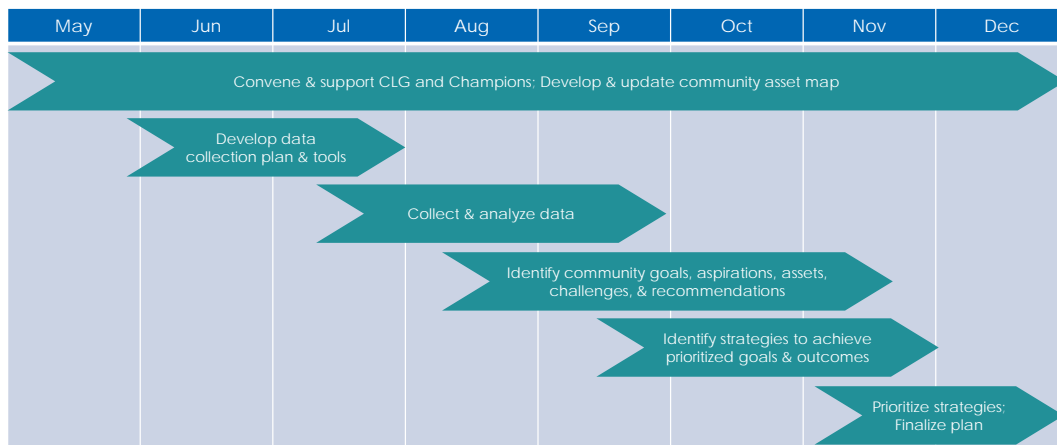 May Jun Jul Aug Sep Oct Nov Dec
Convene & support CLG and Champions; Develop & update community asset map
Develop data
collection plan & tools
Collect & analyze data
Identify community goals, aspirations, assets,
challenges, & recommendations
Identify strategies to achieve
prioritized goals & outcomes
Prioritize strategies;
Finalize plan